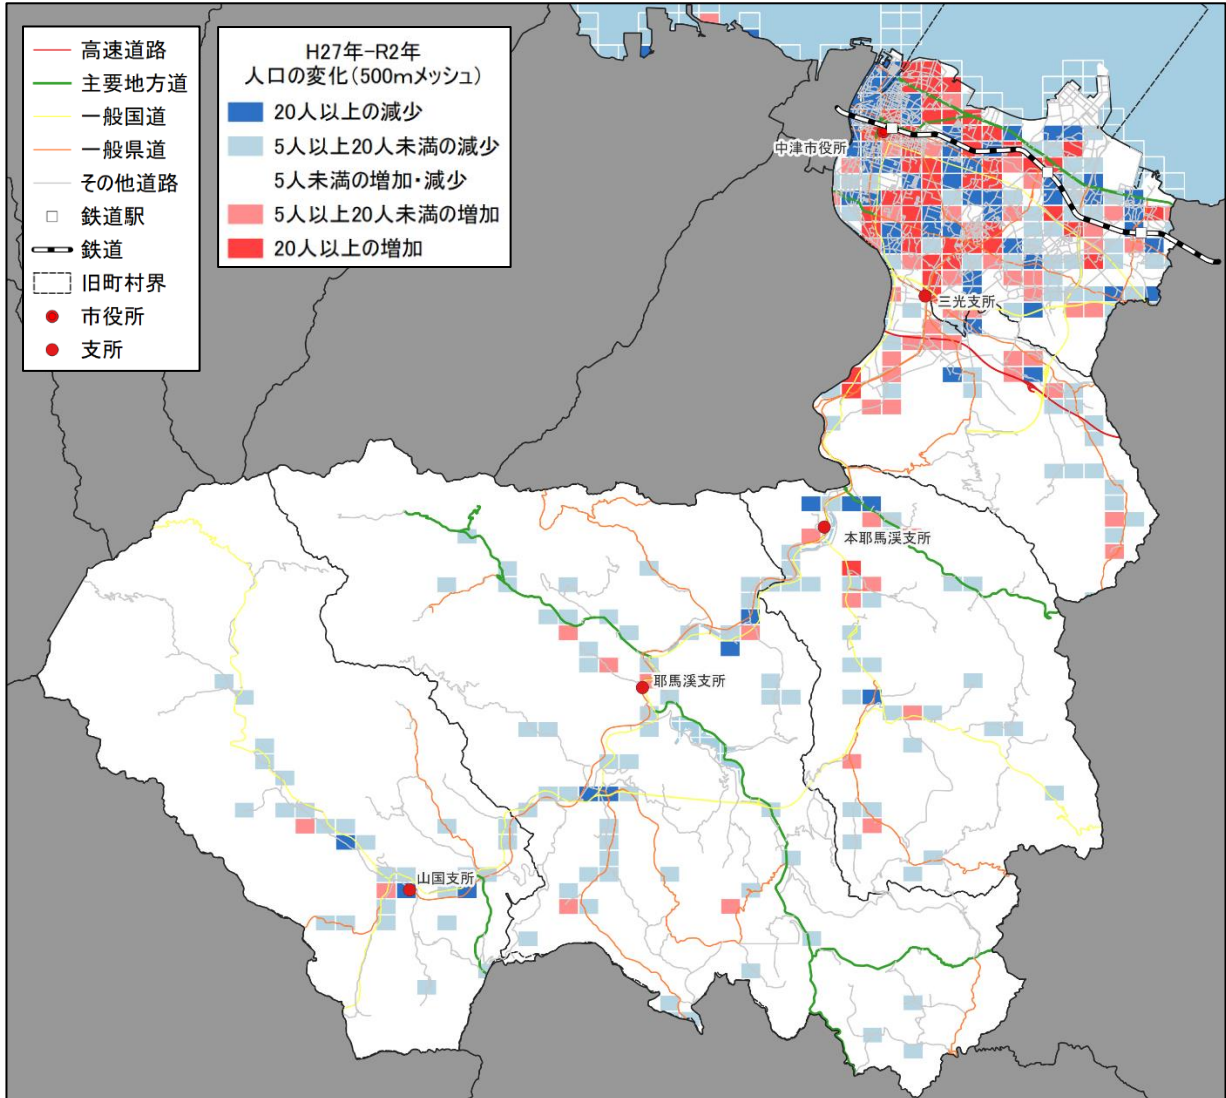 高速道路
主要地方道
一般国道
一般県道
その他道路
鉄道駅
鉄道
旧町村界
市役所
支所
H27年-R2年
人口の変化(500mメッシュ)
20人以上の減少
5人以上20人未満の減少
5人未満の増加・減少
5人以上20人未満の増加
20人以上の増加
中津市役所
三光支所
本耶馬溪支所
耶馬溪支所
山国支所